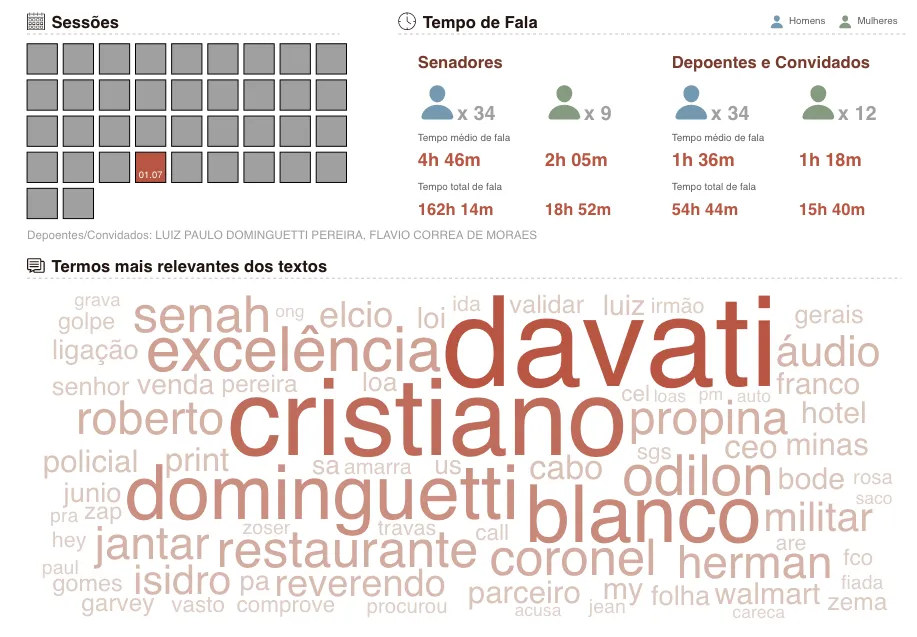 Sessões
Tempo de Fala
Homens Mulheres
Senadores
Depoentes e Convidados
x 34 x 9 x 34 x 12
Tempo médio de fala Tempo médio de fala
4h 46m 2h 05m 1h 36m 1h 18m
01.07
Tempo total de fala Tempo total de fala
162h 14m 18h 52m 54h 44m 15h 40m
Depoentes/Convidados: LUIZ PAULO DOMINGUETTI PEREIRA, FLAVIO CORREA DE MORAES
Termos mais relevantes dos textos
grava ida validar luiz irmão
golpe senah ong elcio loi davati gerais
ligação excelência áudio
senhor venda pereira loa cel loas pm auto franco
roberto cristiano propina hotel
policial print sa amarra us cabo sgs ceo minas
junio dominguetti odilon bode rosa
pra zap blanco militar saco
hey zoser travas call are
jantar restaurante coronel herman fco
paul
gomes isidro pa reverendo parceiro my folha walmart fiada
garvey vasto comprove procurou acusa jean careca zema